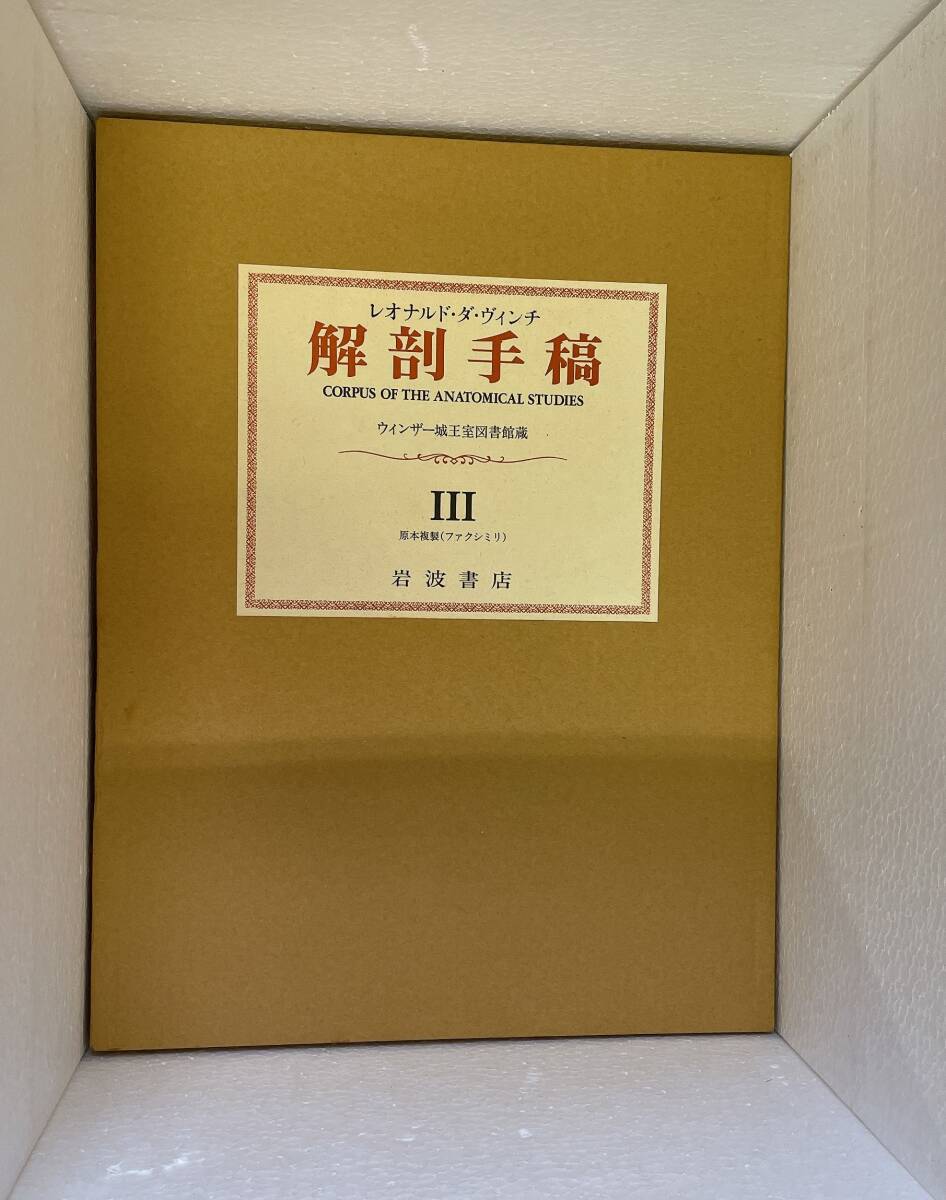 レオナルド・ダ・ヴィンチ
解剖手稿
CORPUS OF THE ANATOMICAL STUDIES
ウインザー城王室図書館蔵
III
原本複製(ファクシミリ)
岩波書店